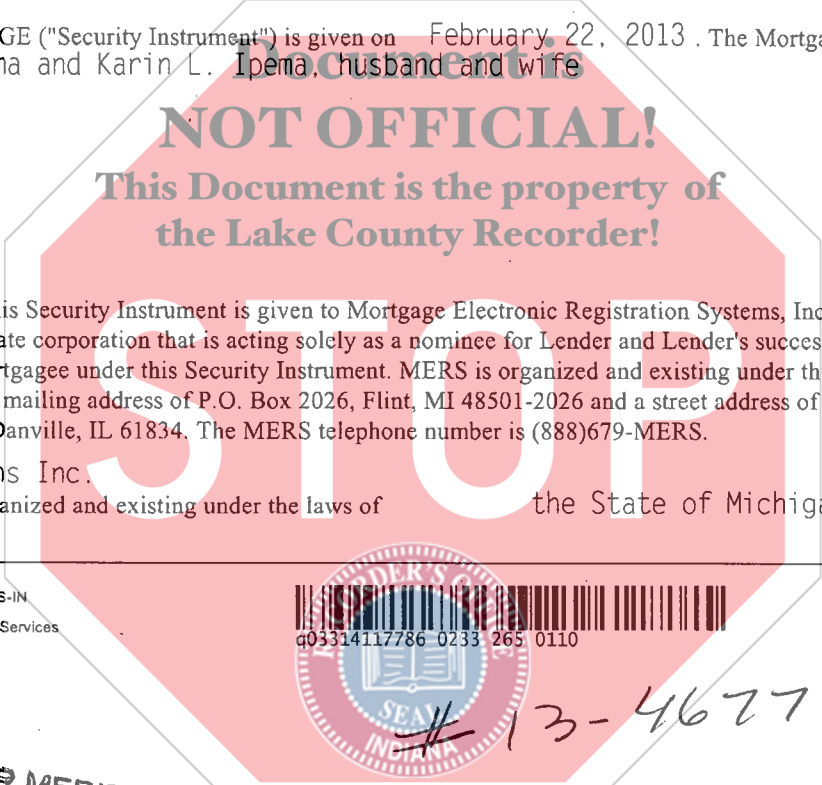 GE ("Security Instrument") is given on February 22, 2013 . The Mortga
na and Karin L. Ipema, husband and wife
Document is
NOT OFFICIAL!
This Document is the property of
the Lake County Recorder!
is Security Instrument is given to Mortgage Electronic Registration Systems, Inc
ate corporation that is acting solely as a nominee for Lender and Lender's succes
rtgagee under this Security Instrument. MERS is organized and existing under th
mailing address of P.O. Box 2026, Flint, MI 48501-2026 and a street address of
Danville, IL 61834. The MERS telephone number is (888)679-MERS.
STOP
ns Inc.
anized and existing under the laws of the State of Michiga
S-IN
Services
q03314117786 0233 265 0110
RECORDER'S OFFICE
SEAL
INDIANA
# 13-4677